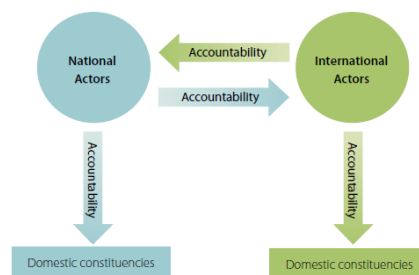 National
Actors
Accountability
International
Actors
Accountability
Accountability
Accountability
Domestic constituencies
Domestic constituencies